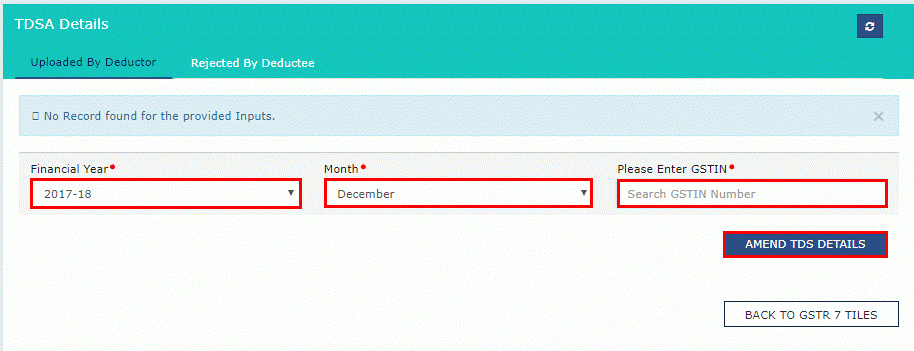 TDSA Details
Uploaded By Deductor Rejected By Deductee
No Record found for the provided Inputs. ×
Financial Year• Month• Please Enter GSTIN•
2017-18 December Search GSTIN Number
AMEND TDS DETAILS
BACK TO GSTR 7 TILES